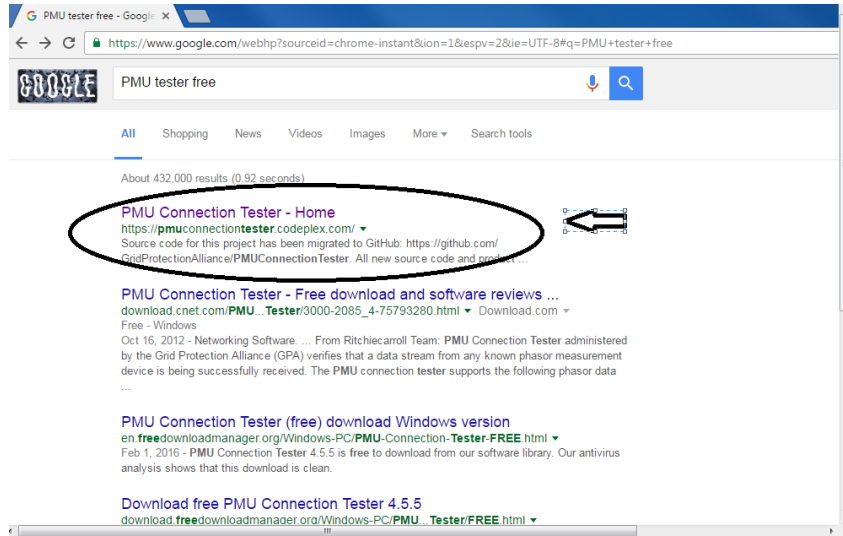 PMU tester free - Google
https://www.google.com/webhp?sourceid=chrome-instant&ion=1&espv=2&ie=UTF-8#q=PMU+tester+free
GOOGLE
PMU tester free
All Shopping News Videos Images More Search tools
About 432,000 results (0.92 seconds)
PMU Connection Tester - Home
https://pmuconnectiontester.codeplex.com/
Source code for this project has been migrated to GitHub: https://github.com/
GridProtectionAlliance/PMUConnectionTester. All new source code and product ...
PMU Connection Tester - Free download and software reviews ...
download.cnet.com/PMU...Tester/3000-2085_4-75793280.html Download.com
Free - Windows
Oct 16, 2012 - Networking Software. ... From Ritchiecarroll Team: PMU Connection Tester administered
by the Grid Protection Alliance (GPA) verifies that a data stream from any known phasor measurement
device is being successfully received. The PMU connection tester supports the following phasor data
...
PMU Connection Tester (free) download Windows version
en.freedownloadmanager.org/Windows-PC/PMU-Connection-Tester-FREE.html
Feb 1, 2016 - PMU Connection Tester 4.5.5 is free to download from our software library. Our antivirus
analysis shows that this download is clean.
Download free PMU Connection Tester 4.5.5
download.freedownloadmanager.org/Windows-PC/PMU...Tester/FREE.html